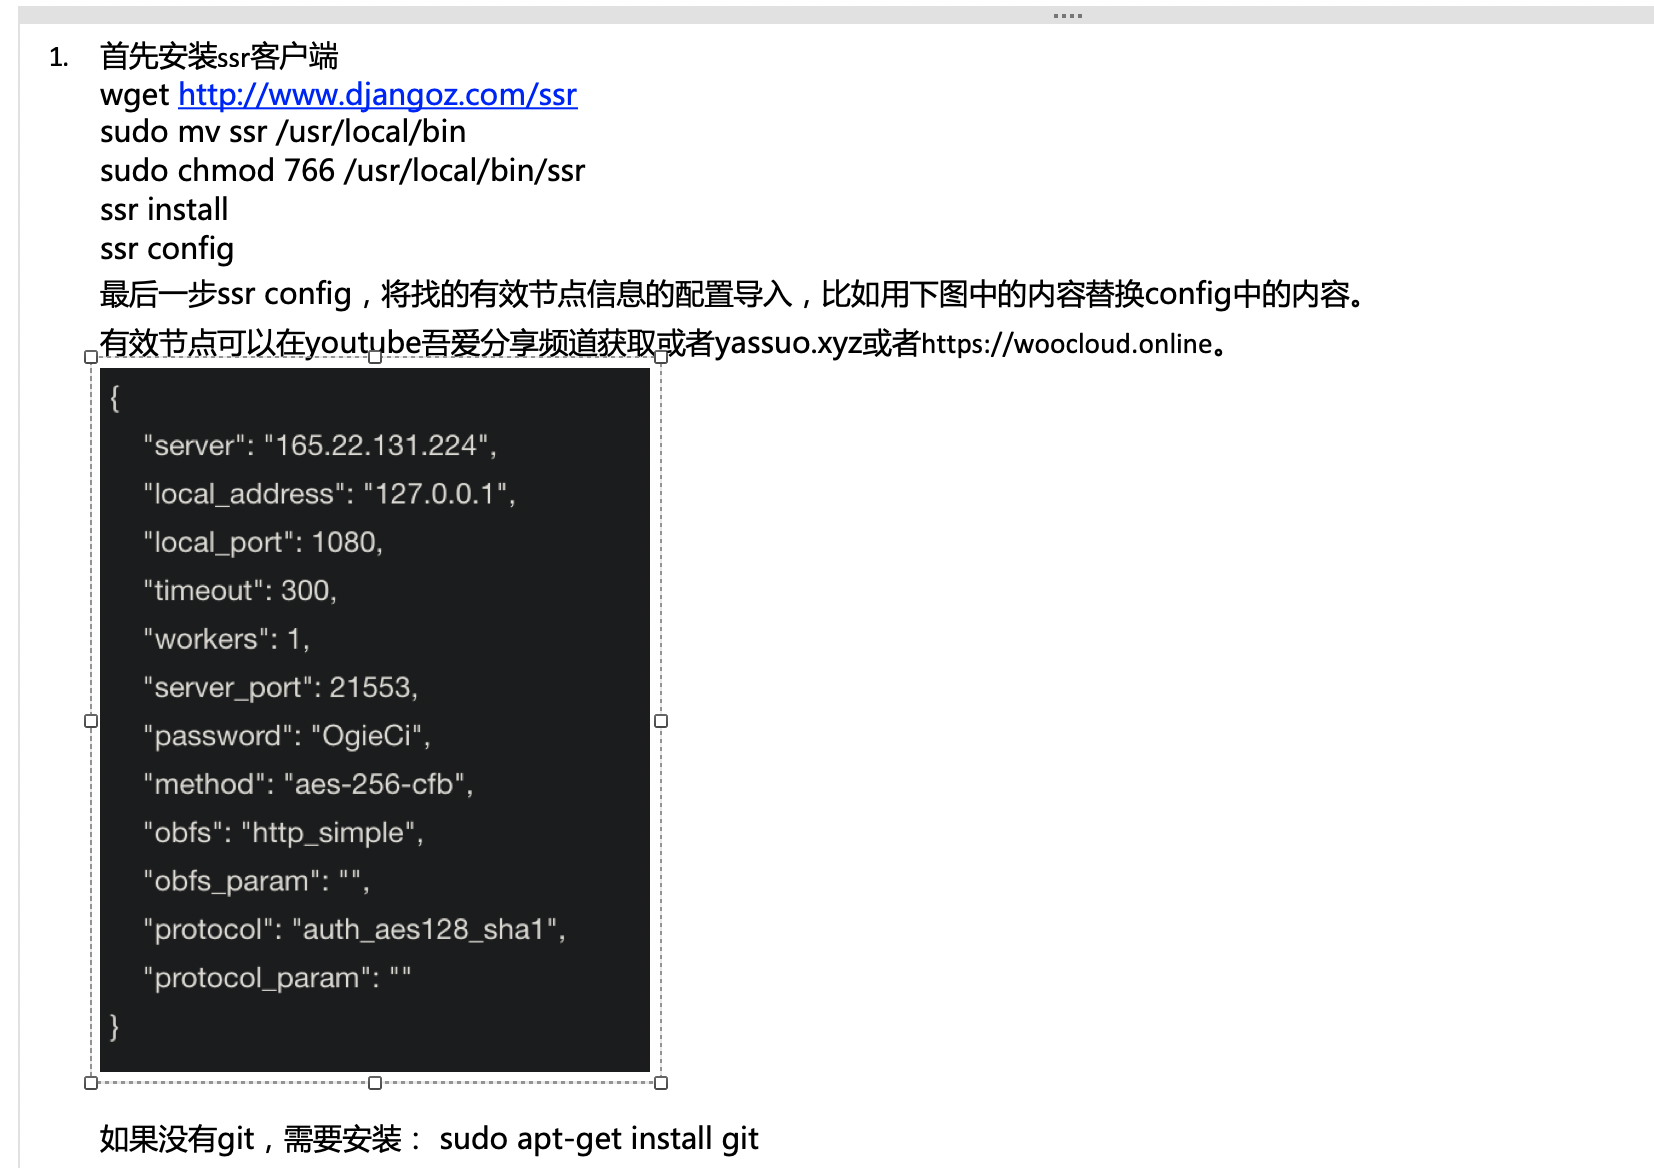 1. 首先安装ssr客户端
wget http://www.djangoz.com/ssr
sudo mv ssr /usr/local/bin
sudo chmod 766 /usr/local/bin/ssr
ssr install
ssr config
最后一步ssr config，将找的有效节点信息的配置导入，比如用下图中的内容替换config中的内容。
有效节点可以在youtube吾爱分享频道获取或者yassuo.xyz或者https://woocloud.online。
{
"server": "165.22.131.224",
"local_address": "127.0.0.1",
"local_port": 1080,
"timeout": 300,
"workers": 1,
"server_port": 21553,
"password": "OgieCi",
"method": "aes-256-cfb",
"obfs": "http_simple",
"obfs_param": "",
"protocol": "auth_aes128_sha1",
"protocol_param": ""
}
如果没有git，需要安装： sudo apt-get install git